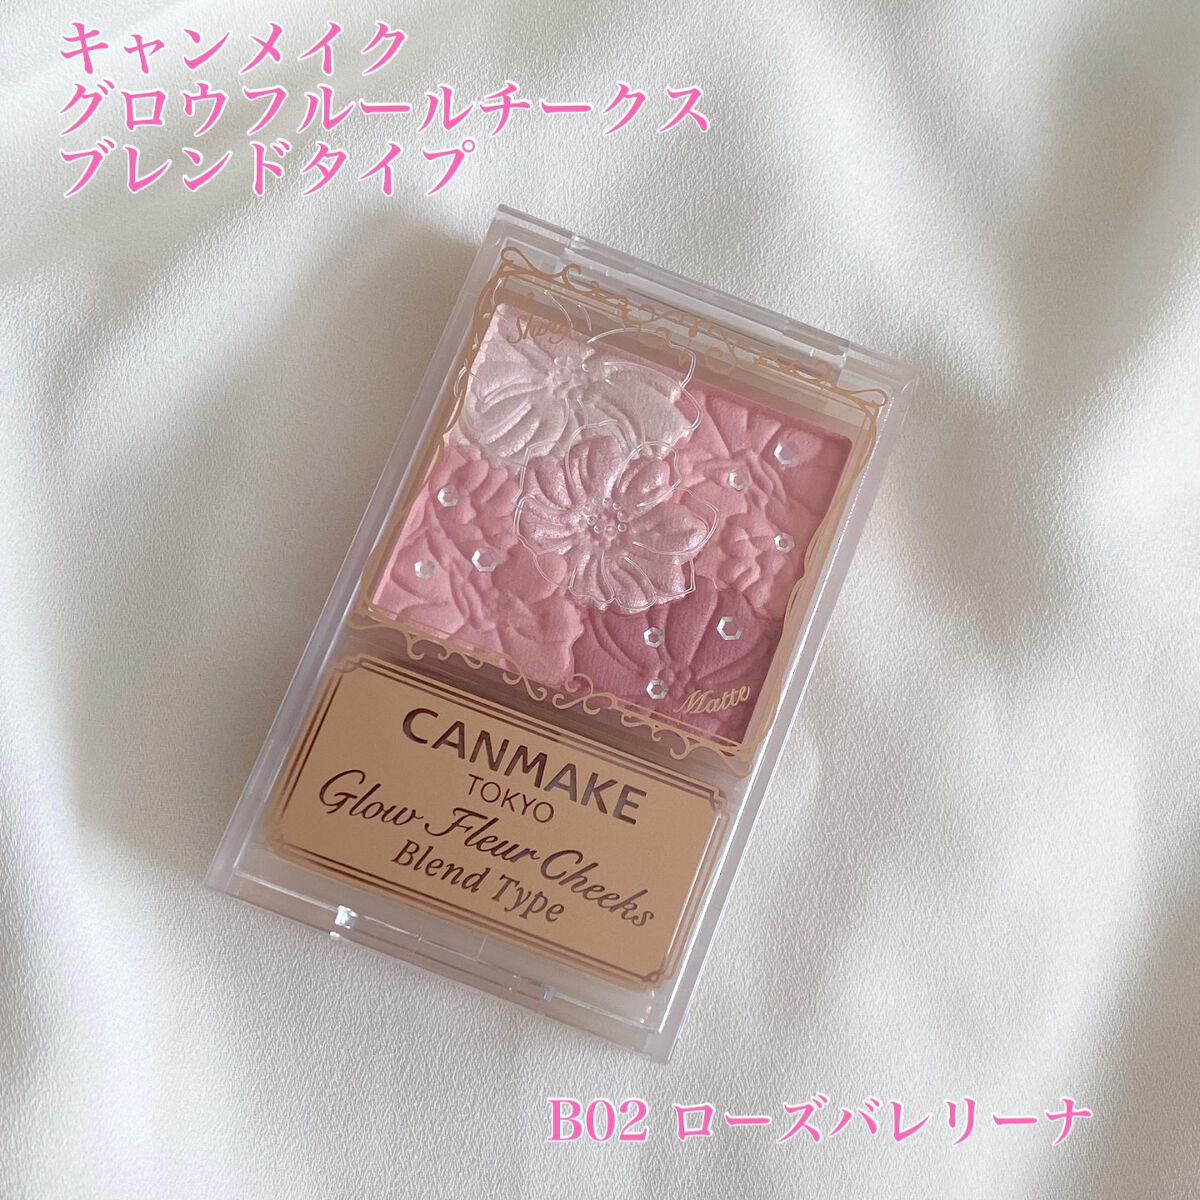 キャンメイク
グロウフルールチークス
ブレンドタイプ
Shiny
Matte
CANMAKE
TOKYO
Glow Fleur Cheeks
Blend Type
B02 ローズバレリーナ